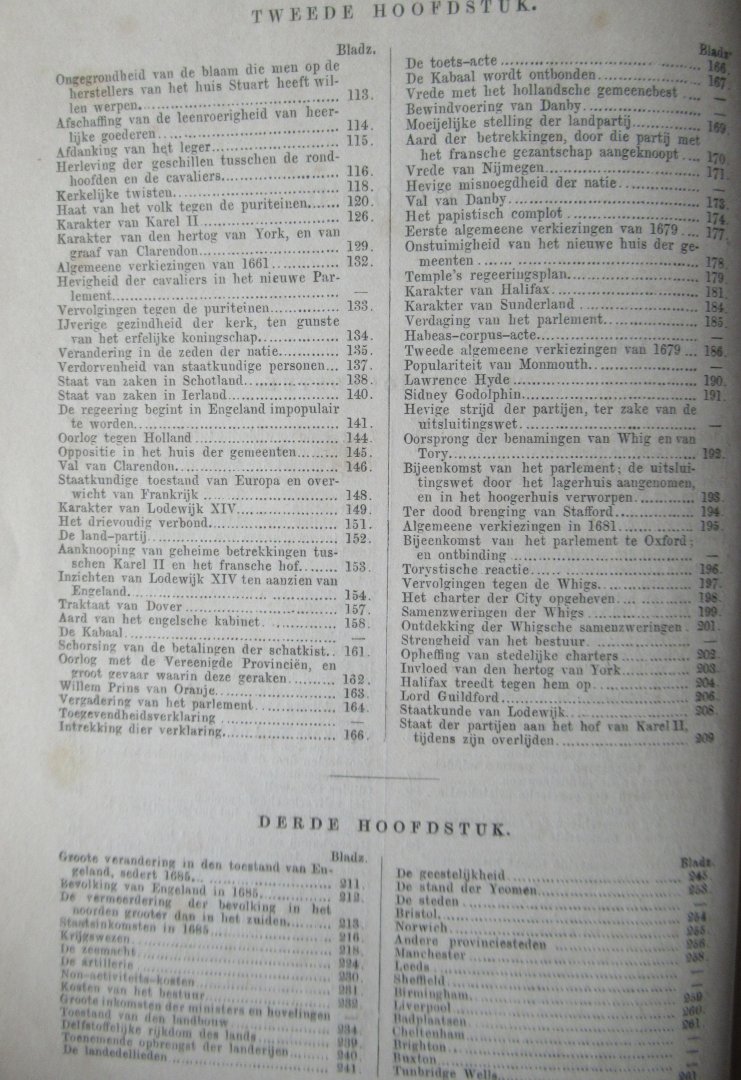 TWEEDE HOOFDSTUK.
Bladz.
Ongegrondheid van de blaam die men op de
herstellers van het huis Stuart heeft wil-
len werpen. 113.
Afschaffing van de leenroerigheid van heer-
lijke goederen 114.
Afdanking van het leger 115.
Herleving der geschillen tusschen de rond-
hoofden en de cavaliers. 116.
Kerkelijke twisten. 118.
Haat van het volk tegen de puriteinen. 120.
Karakter van Karel II 126.
Karakter van den hertog van York, en van
graaf van Clarendon. 129.
Algemeene verkiezingen van 1661. 132.
Hevigheid der cavaliers in het nieuwe Par-
lement. —
Vervolgingen tegen de puriteinen. 133.
IJverige gezindheid der kerk, ten gunste
van het erfelijke koningschap. 134.
Verandering in de zeden der natie. 135.
Verdorvenheid van staatkundige personen 137.
Staat van zaken in Schotland. 138.
Staat van zaken in Ierland 140.
De regeering begint in Engeland impopulair
te worden. 141.
Oorlog tegen Holland 144.
Oppositie in het huis der gemeenten. 145.
Val van Clarendon. 146.
Staatkundige toestand van Europa en over-
wicht van Frankrijk 148.
Karakter van Lodewijk XIV. 149.
Het drievoudig verbond. 151.
De land-partij 152.
Aanknooping van geheime betrekkingen tus-
schen Karel II en het fransche hof. 153.
Inzichten van Lodewijk XIV ten aanzien van
Engeland. 154.
Traktaat van Dover 157.
Aard van het engelsche kabinet. 158.
De Kabaal —
Schorsing van de betalingen der schatkist. 161.
Oorlog met de Vereenigde Provinciën, en
groot gevaar waarin deze geraken. 162.
Willem Prins van Oranje. 163.
Vergadering van het parlement. 164.
Toegevendheidsverklaring —
Intrekking dier verklaring. 166.
Bladz.
De toets-acte 166.
De Kabaal wordt ontbonden 167.
Vrede met het hollandsche gemeenebest —
Bewindvoering van Danby. —
Moeijelijke stelling der landpartij. 169.
Aard der betrekkingen, door die partij met
het fransche gezantschap aangeknoopt 170.
Vrede van Nijmegen 171.
Hevige misnoegdheid der natie. —
Val van Danby. 173.
Het papistisch complot 174.
Eerste algemeene verkiezingen van 1679 177.
Onstuimigheid van het nieuwe huis der ge-
meenten 178.
Temple's regeeringsplan. 179.
Karakter van Halifax. 181.
Karakter van Sunderland 184.
Verdaging van het parlement. 185.
Habeas-corpus-acte. —
Tweede algemeene verkiezingen van 1679 186.
Populariteit van Monmouth. —
Lawrence Hyde 190.
Sidney Godolphin. 191.
Hevige strijd der partijen, ter zake van de
uitsluitingswet. —
Oorsprong der benamingen van Whig en van
Tory. 192.
Bijeenkomst van het parlement; de uitslui-
tingswet door het lagerhuis aangenomen,
en in het hoogerhuis verworpen. 193.
Ter dood brenging van Stafford. 194.
Algemeene verkiezingen in 1681. 195.
Bijeenkomst van het parlement te Oxford;
en ontbinding —
Torystische reactie 196.
Vervolgingen tegen de Whigs. 197.
Het charter der City opgeheven 198.
Samenzweringen der Whigs 199.
Ontdekking der Whigsche samenzweringen. 201.
Strengheid van het bestuur. —
Opheffing van stedelijke charters 202.
Invloed van den hertog van York 203.
Halifax treedt tegen hem op. 204.
Lord Guildford. 206.
Staatkunde van Lodewijk. 208.
Staat der partijen aan het hof van Karel II,
tijdens zijn overlijden. 209
DERDE HOOFDSTUK.
Bladz.
Groote verandering in den toestand van En-
geland, sedert 1685. 211.
Bevolking van Engeland in 1685. 212.
De vermeerdering der bevolking in het
noorden grooter dan in het zuiden. 213.
Staatsinkomsten in 1685 216.
Krijgswezen 218.
De zeemacht 224.
De artillerie 230.
Non-activiteits-kosten 231.
Kosten van het bestuur 232.
Groote inkomsten der ministers en hovelingen —
Toestand van den landbouw 234.
Delfstoffelijke rijkdom des lands 239.
Toenemende opbrengst der landerijen 240.
De landedellieden 241.
Bladz.
De geestelijkheid 245.
De stand der Yeomen 253.
De steden —
Bristol. 254
Norwich 255.
Andere provinciesteden 256.
Manchester 258.
Leeds —
Sheffield —
Birmingham. 259
Liverpool 260.
Badplaatsen 261.
Cheltenham —
Brighton —
Buxton —
Tunbridge Wells. 261